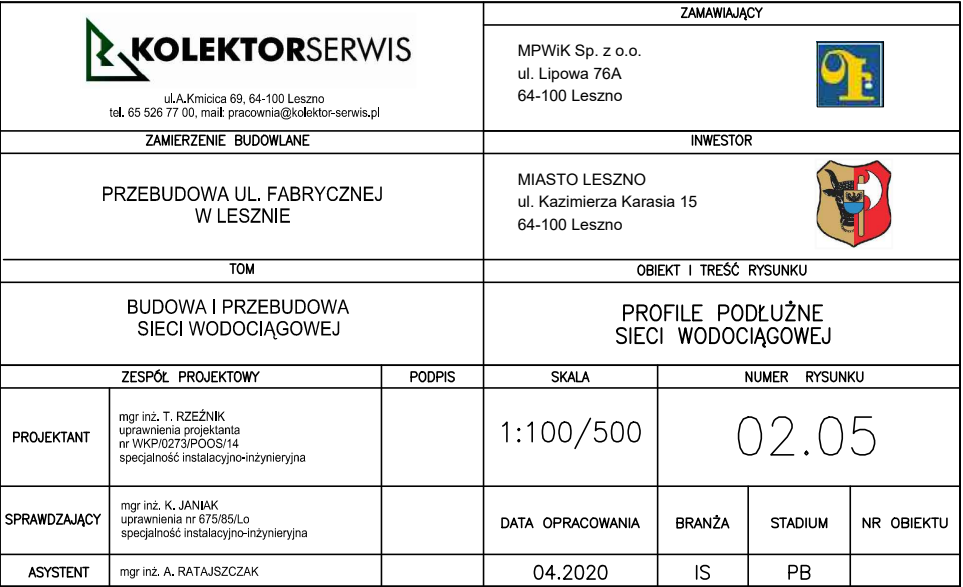 KOLEKTORSERWIS
ul.A.Kmicica 69, 64-100 Leszno
tel. 65 526 77 00, mail: pracownia@kolektor-serwis.pl
ZAMAWIAJĄCY
MPWiK Sp. z o.o.
ul. Lipowa 76A
64-100 Leszno
ZAMIERZENIE BUDOWLANE
PRZEBUDOWA UL. FABRYCZNEJ
W LESZNIE
INWESTOR
MIASTO LESZNO
ul. Kazimierza Karasia 15
64-100 Leszno
TOM
BUDOWA I PRZEBUDOWA
SIECI WODOCIĄGOWEJ
OBIEKT I TREŚĆ RYSUNKU
PROFILE PODŁUŻNE
SIECI WODOCIĄGOWEJ
ZESPÓŁ PROJEKTOWY
PODPIS
SKALA
NUMER RYSUNKU
PROJEKTANT
mgr inż. T. RZEŹNIK
uprawnienia projektanta
nr WKP/0273/POOS/14
specjalność instalacyjno-inżynieryjna
1:100/500
02.05
SPRAWDZAJĄCY
mgr inż. K. JANIAK
uprawnienia nr 675/85/Lo
specjalność instalacyjno-inżynieryjna
DATA OPRACOWANIA
BRANŻA
STADIUM
NR OBIEKTU
ASYSTENT
mgr inż. A. RATAJSZCZAK
04.2020
IS
PB